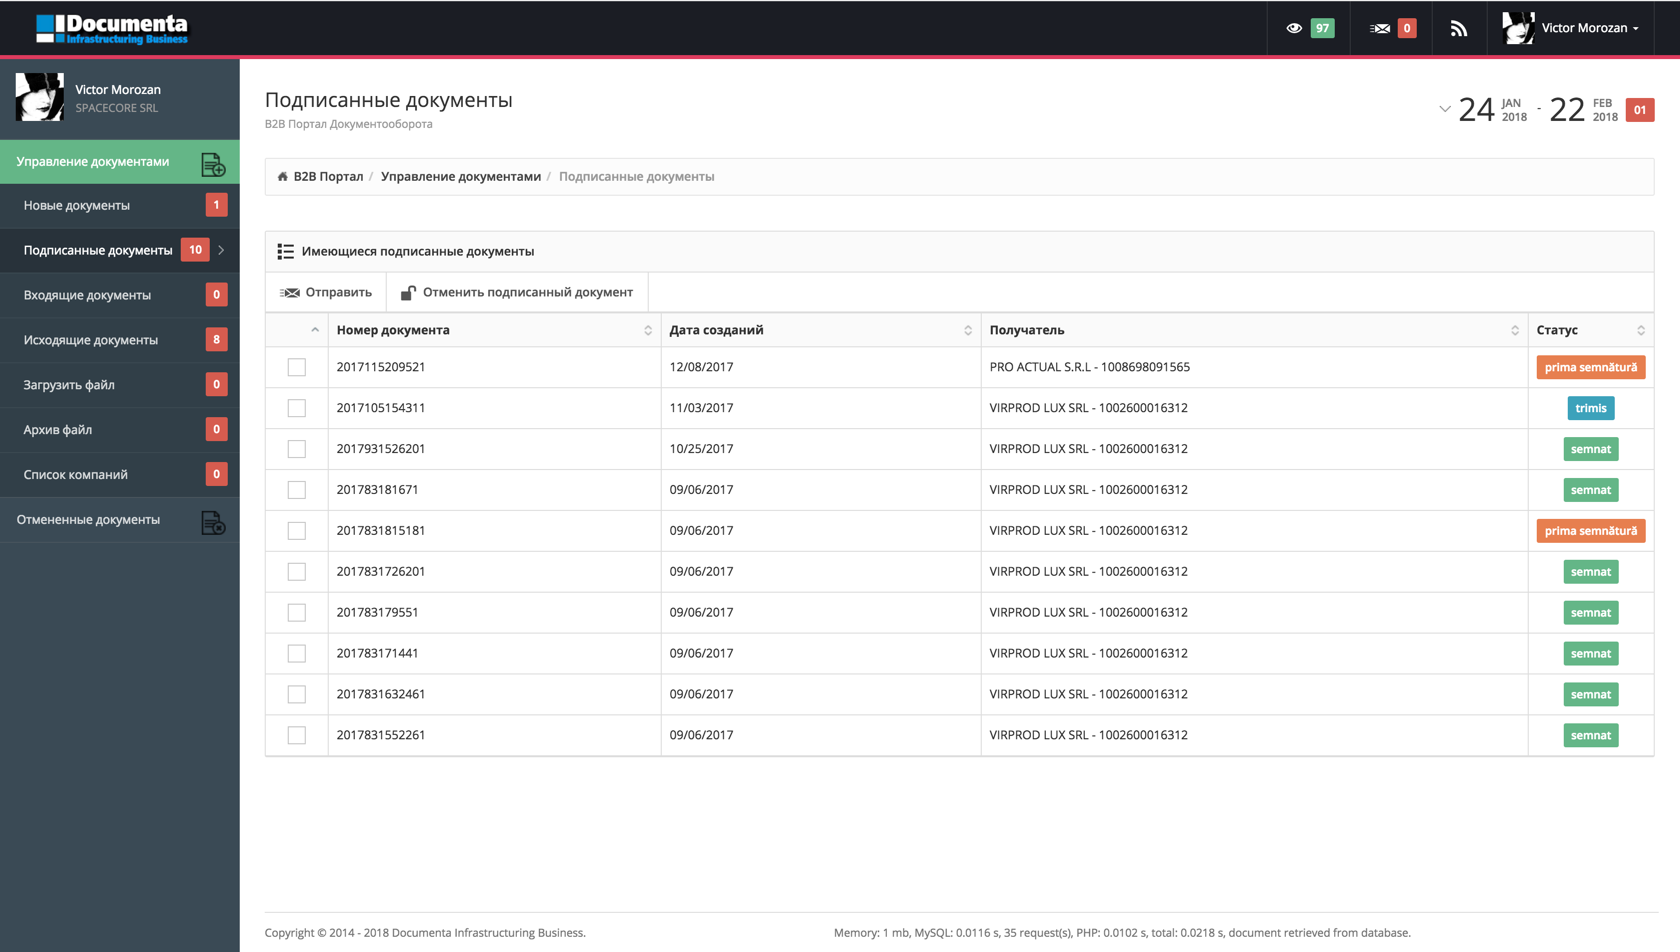 Documenta
Infrastructuring Business
97
0
Victor Morozan
Victor Morozan
SPACECORE SRL
Управление документами
Новые документы 1
Подписанные документы 10
Входящие документы 0
Исходящие документы 8
Загрузить файл 0
Архив файл 0
Список компаний 0
Отмененные документы
Подписанные документы
B2B Портал Документооборота
24 JAN 2018 - 22 FEB 2018 01
B2B Портал / Управление документами / Подписанные документы
Имеющиеся подписанные документы
Отправить Отменить подписанный документ
Номер документа Дата созданий Получатель Статус
2017115209521 12/08/2017 PRO ACTUAL S.R.L - 1008698091565 prima semnătură
2017105154311 11/03/2017 VIRPROD LUX SRL - 1002600016312 trimis
2017931526201 10/25/2017 VIRPROD LUX SRL - 1002600016312 semnat
201783181671 09/06/2017 VIRPROD LUX SRL - 1002600016312 semnat
2017831815181 09/06/2017 VIRPROD LUX SRL - 1002600016312 prima semnătură
2017831726201 09/06/2017 VIRPROD LUX SRL - 1002600016312 semnat
201783179551 09/06/2017 VIRPROD LUX SRL - 1002600016312 semnat
201783171441 09/06/2017 VIRPROD LUX SRL - 1002600016312 semnat
2017831632461 09/06/2017 VIRPROD LUX SRL - 1002600016312 semnat
2017831552261 09/06/2017 VIRPROD LUX SRL - 1002600016312 semnat
Copyright © 2014 - 2018 Documenta Infrastructuring Business.
Memory: 1 mb, MySQL: 0.0116 s, 35 request(s), PHP: 0.0102 s, total: 0.0218 s, document retrieved from database.